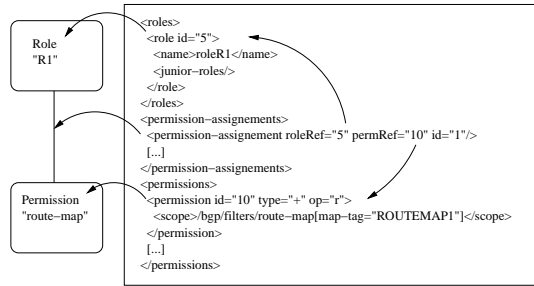 Role
"R1"
Permission
"route-map"
<roles>
<role id="5">
<name>roleR1</name>
<junior-roles/>
</role>
</roles>
<permission-assignements>
<permission-assignement roleRef="5" permRef="10" id="1"/>
[...]
</permission-assignements>
<permissions>
<permission id="10" type="+" op="r">
<scope>/bgp/filters/route-map[map-tag="ROUTEMAP1"]</scope>
</permission>
[...]
</permissions>